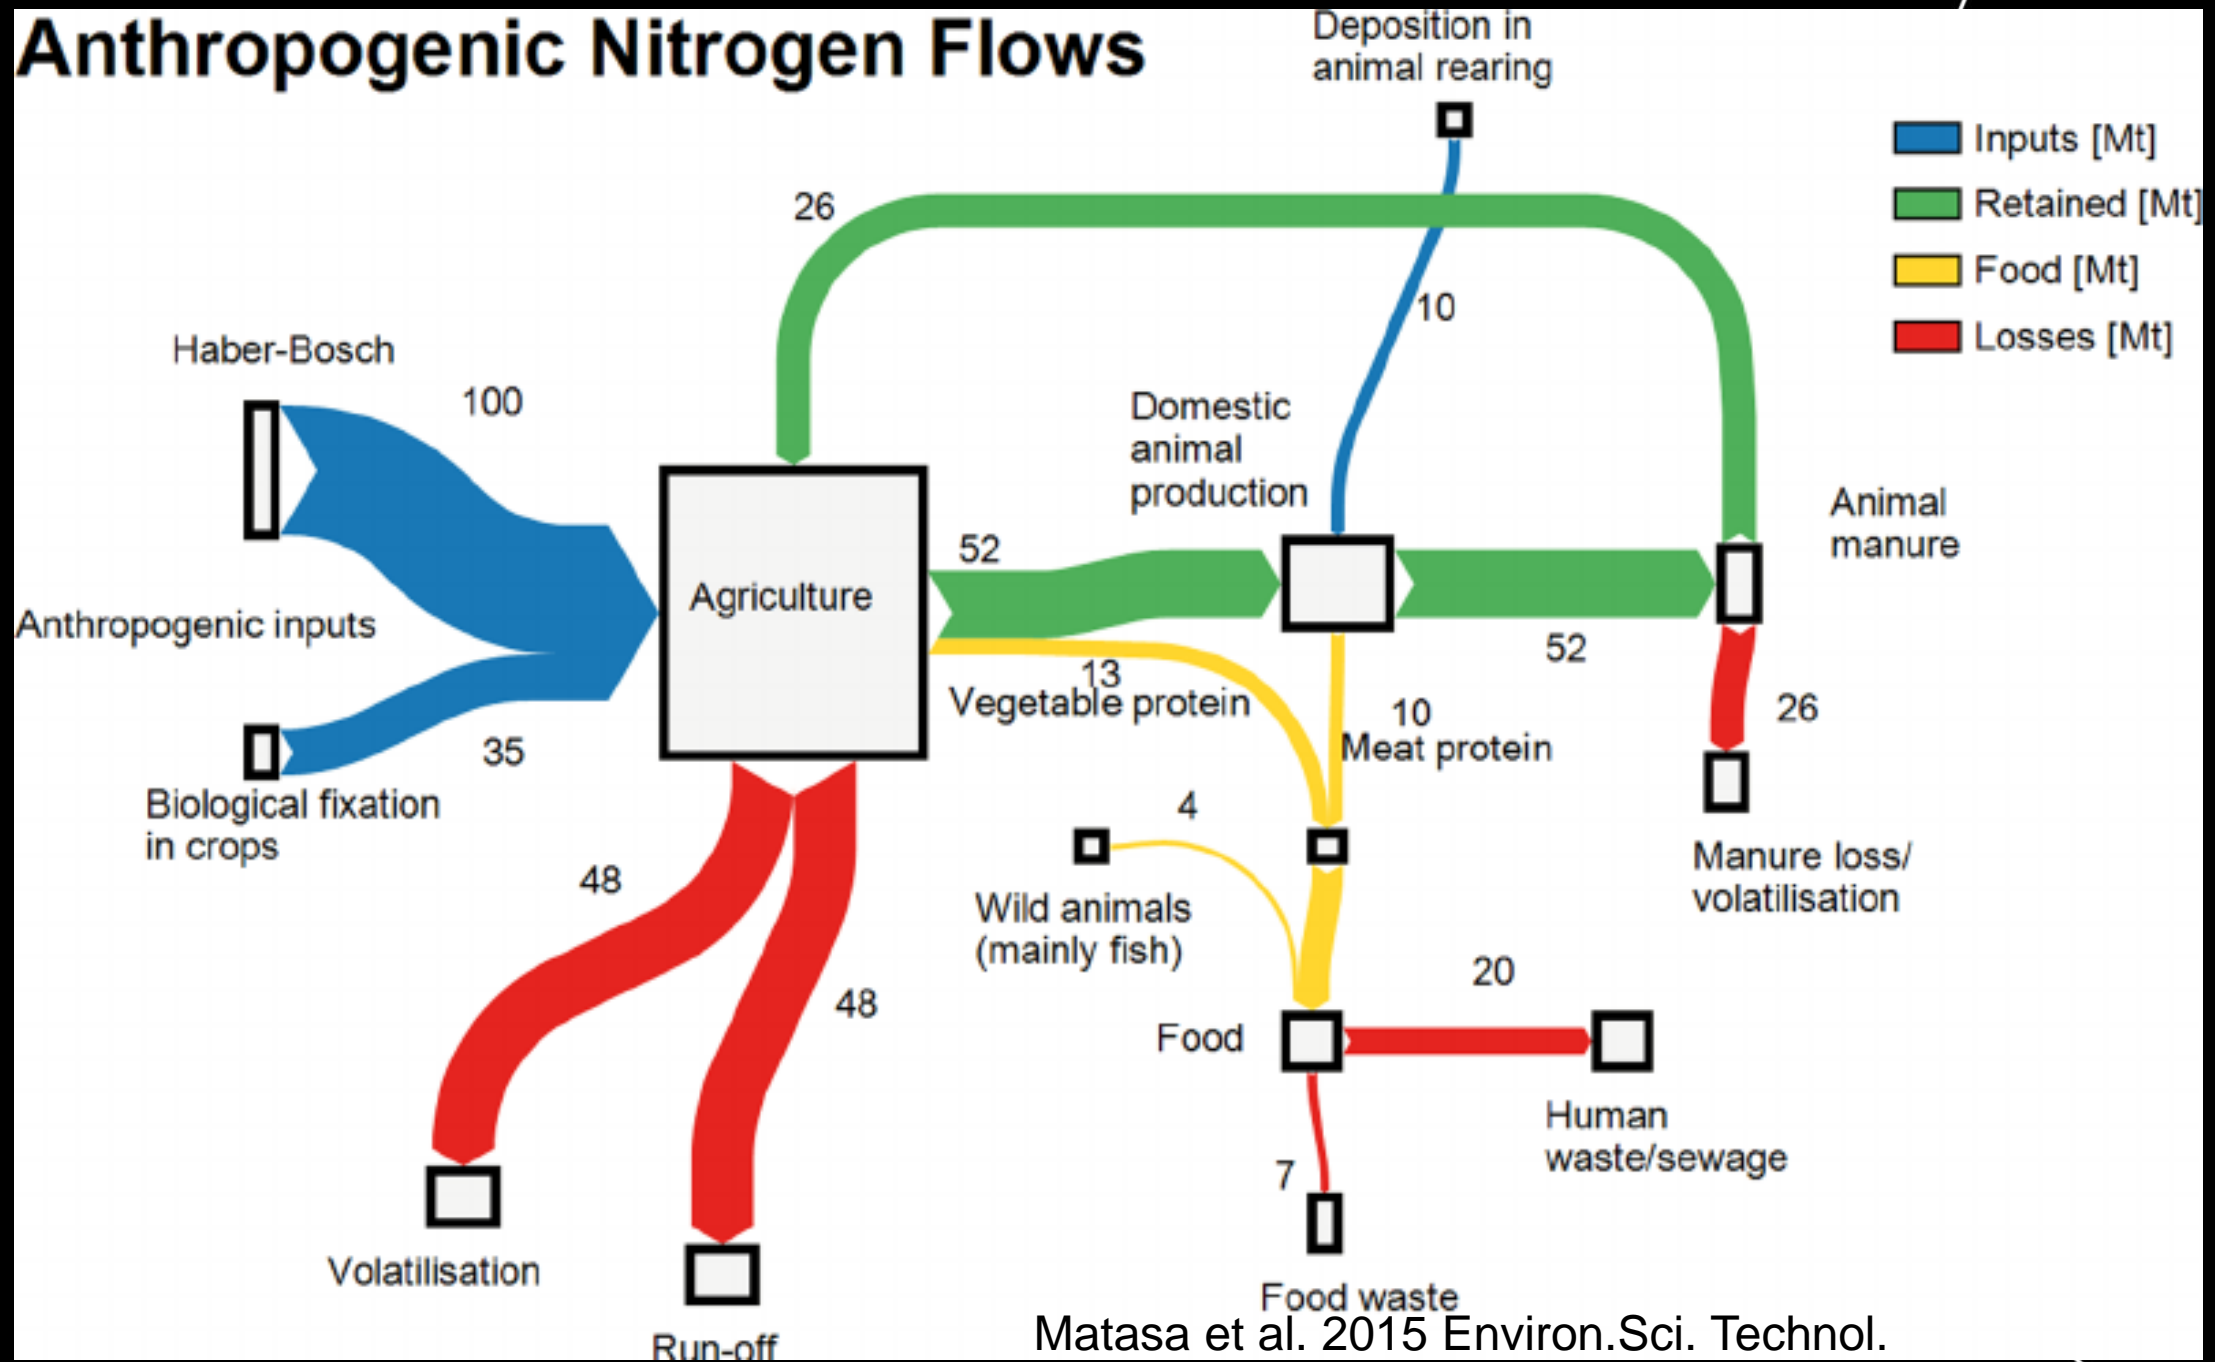 Anthropogenic Nitrogen Flows
Deposition in
animal rearing
Inputs [Mt]
Retained [Mt]
Food [Mt]
Losses [Mt]
26
10
Haber-Bosch
100
Domestic
animal
production
Animal
manure
52
Agriculture
Anthropogenic inputs
52
13
Vegetable protein
10
Meat protein
26
35
Biological fixation
in crops
4
48
Wild animals
(mainly fish)
Manure loss/
volatilisation
20
48
Food
Human
waste/sewage
7
Volatilisation
Food waste
Run-off
Matasa et al. 2015 Environ.Sci. Technol.